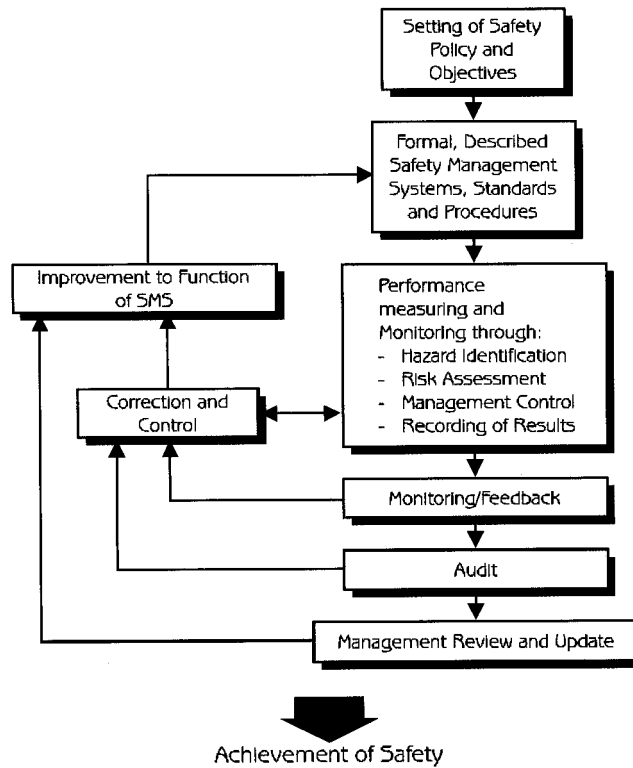 Setting of Safety
Policy and
Objectives
Formal, Described
Safety Management
Systems, Standards
and Procedures
Improvement to Function
of SMS
Performance
measuring and
Monitoring through:
- Hazard Identification
- Risk Assessment
- Management Control
- Recording of Results
Correction and
Control
Monitoring/Feedback
Audit
Management Review and Update
Achievement of Safety